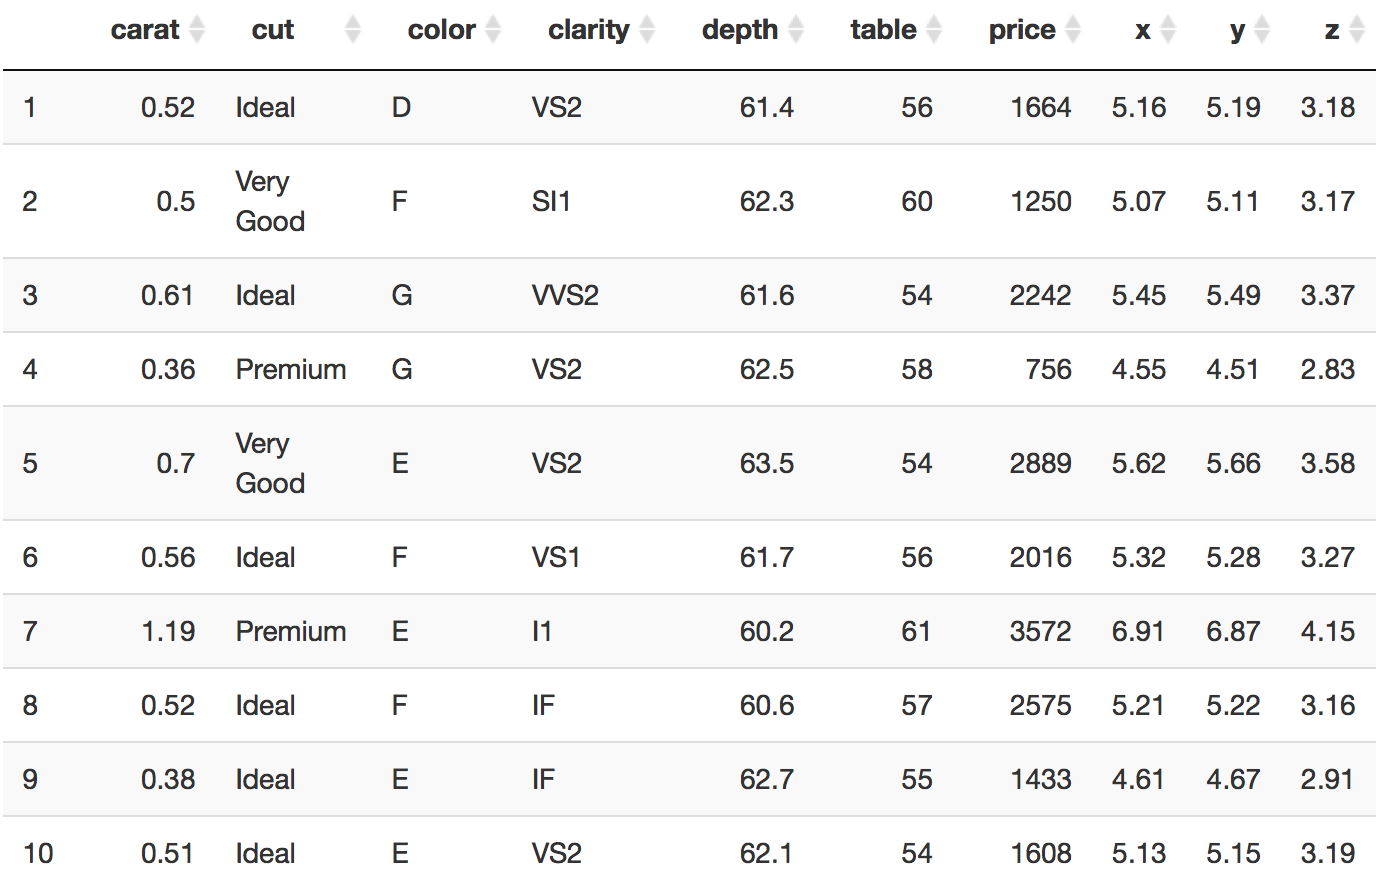 carat cut color clarity depth table price x y z
1 0.52 Ideal D VS2 61.4 56 1664 5.16 5.19 3.18
2 0.5 Very Good F SI1 62.3 60 1250 5.07 5.11 3.17
3 0.61 Ideal G VVS2 61.6 54 2242 5.45 5.49 3.37
4 0.36 Premium G VS2 62.5 58 756 4.55 4.51 2.83
5 0.7 Very Good E VS2 63.5 54 2889 5.62 5.66 3.58
6 0.56 Ideal F VS1 61.7 56 2016 5.32 5.28 3.27
7 1.19 Premium E I1 60.2 61 3572 6.91 6.87 4.15
8 0.52 Ideal F IF 60.6 57 2575 5.21 5.22 3.16
9 0.38 Ideal E IF 62.7 55 1433 4.61 4.67 2.91
10 0.51 Ideal E VS2 62.1 54 1608 5.13 5.15 3.19